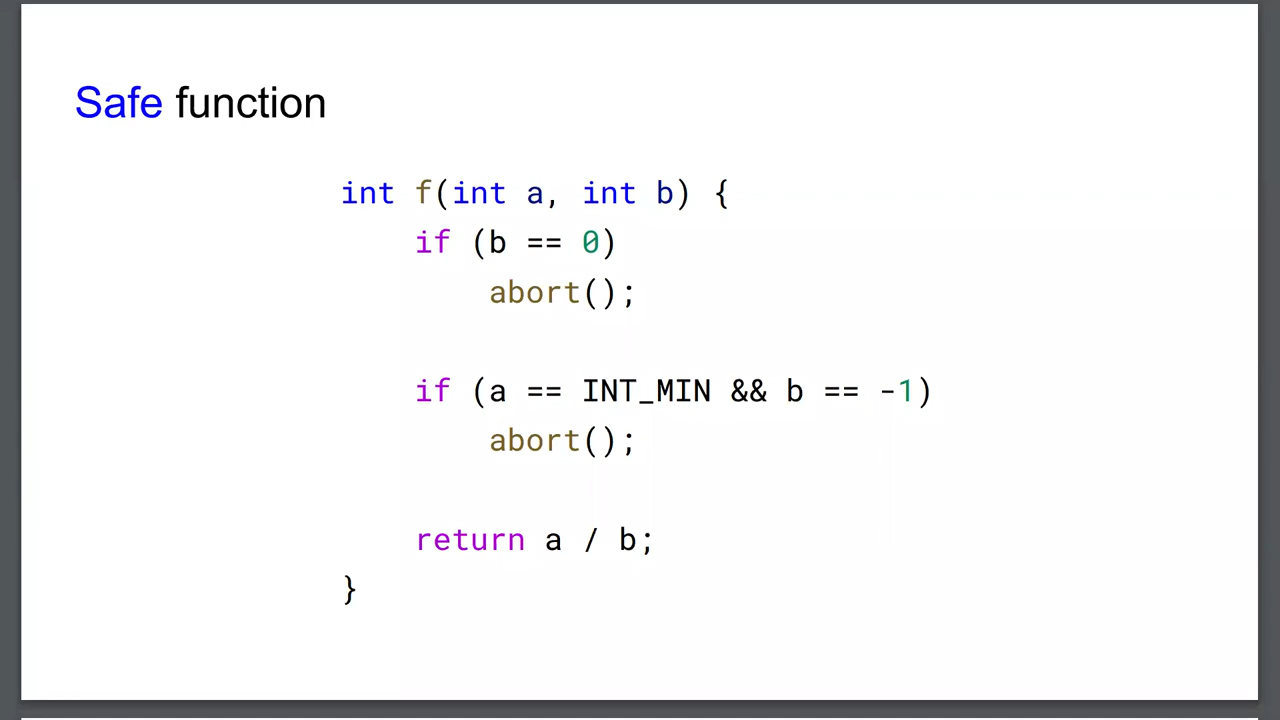 Safe function
int f(int a, int b) {
    if (b == 0)
        abort();

    if (a == INT_MIN && b == -1)
        abort();

    return a / b;
}